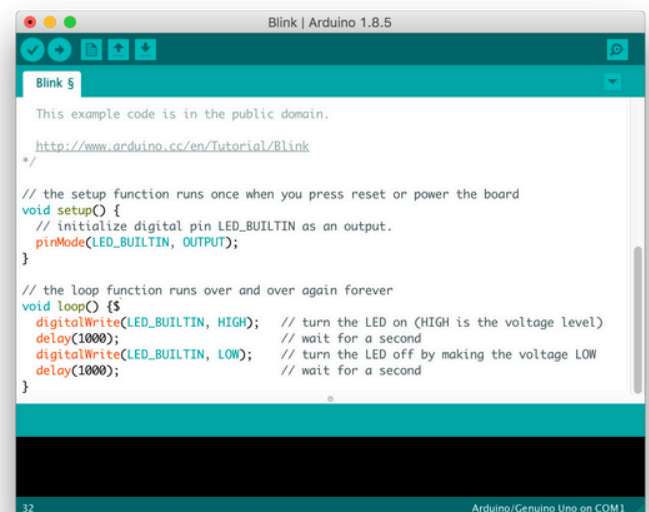 Blink | Arduino 1.8.5
Blink §
This example code is in the public domain.
http://www.arduino.cc/en/Tutorial/Blink
*/
// the setup function runs once when you press reset or power the board
void setup() {
// initialize digital pin LED_BUILTIN as an output.
pinMode(LED_BUILTIN, OUTPUT);
}
// the loop function runs over and over again forever
void loop() {$
digitalWrite(LED_BUILTIN, HIGH); // turn the LED on (HIGH is the voltage level)
delay(1000); // wait for a second
digitalWrite(LED_BUILTIN, LOW); // turn the LED off by making the voltage LOW
delay(1000); // wait for a second
}
32 Arduino/Genuino Uno on COM1